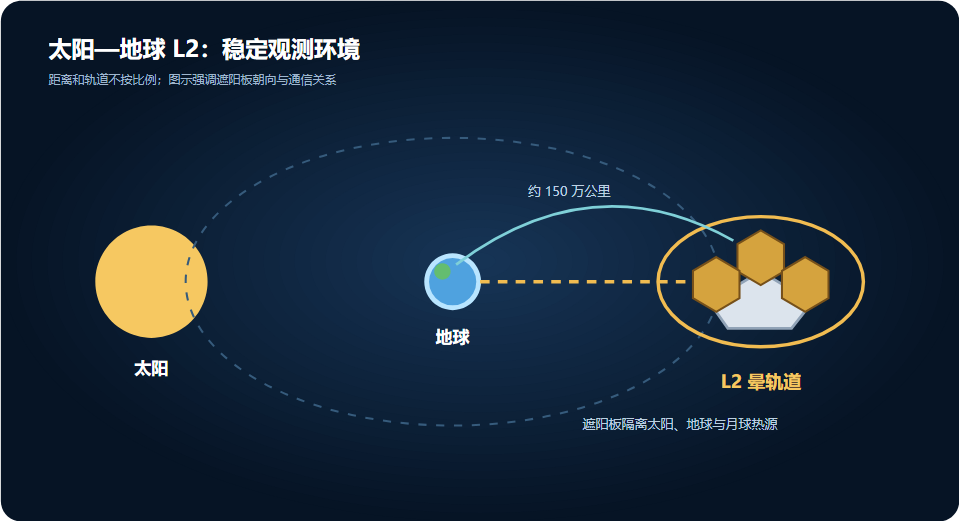 太阳—地球 L2：稳定观测环境
距离和轨道不按比例；图示强调遮阳板朝向与通信关系
约 150 万公里
地球
太阳
L2 晕轨道
遮阳板隔离太阳、地球与月球热源